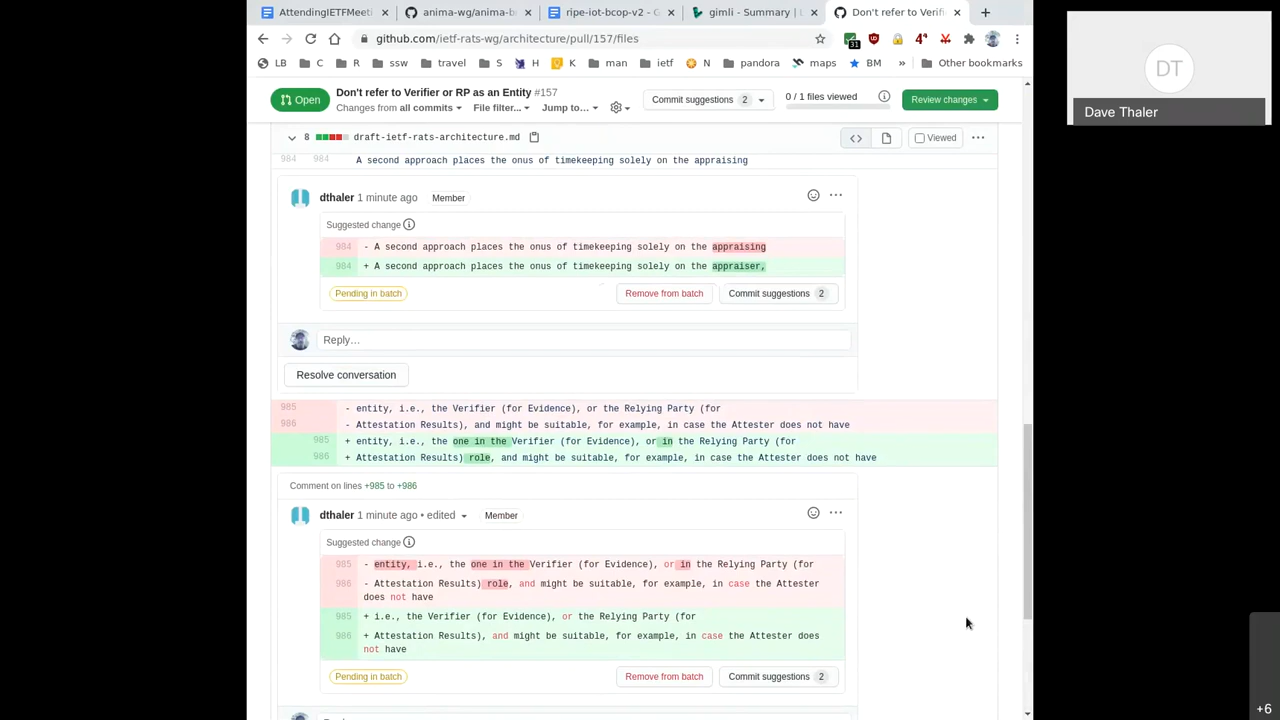 AttendingIETFMeeti
anima-wg/anima-b
ripe-iot-bcop-v2 - G
gimli - Summary | L
Don't refer to Verifi
github.com/ietf-rats-wg/architecture/pull/157/files
31
4
LB C R ssw travel S H K man ietf N pandora maps BM » Other bookmarks
DT
Dave Thaler
Open
Don't refer to Verifier or RP as an Entity #157
Changes from all commits File filter... Jump to...
Commit suggestions 2
0 / 1 files viewed
Review changes
8 draft-ietf-rats-architecture.md
Viewed
984 984 A second approach places the onus of timekeeping solely on the appraising
dthaler 1 minute ago Member
Suggested change
984 - A second approach places the onus of timekeeping solely on the appraising
984 + A second approach places the onus of timekeeping solely on the appraiser,
Pending in batch Remove from batch Commit suggestions 2
Reply…
Resolve conversation
985 - entity, i.e., the Verifier (for Evidence), or the Relying Party (for
986 - Attestation Results), and might be suitable, for example, in case the Attester does not have
985 + entity, i.e., the one in the Verifier (for Evidence), or in the Relying Party (for
986 + Attestation Results) role, and might be suitable, for example, in case the Attester does not have
Comment on lines +985 to +986
dthaler 1 minute ago • edited Member
Suggested change
985 - entity, i.e., the one in the Verifier (for Evidence), or in the Relying Party (for
986 - Attestation Results) role, and might be suitable, for example, in case the Attester
does not have
985 + i.e., the Verifier (for Evidence), or the Relying Party (for
986 + Attestation Results), and might be suitable, for example, in case the Attester does
not have
Pending in batch Remove from batch Commit suggestions 2
+6